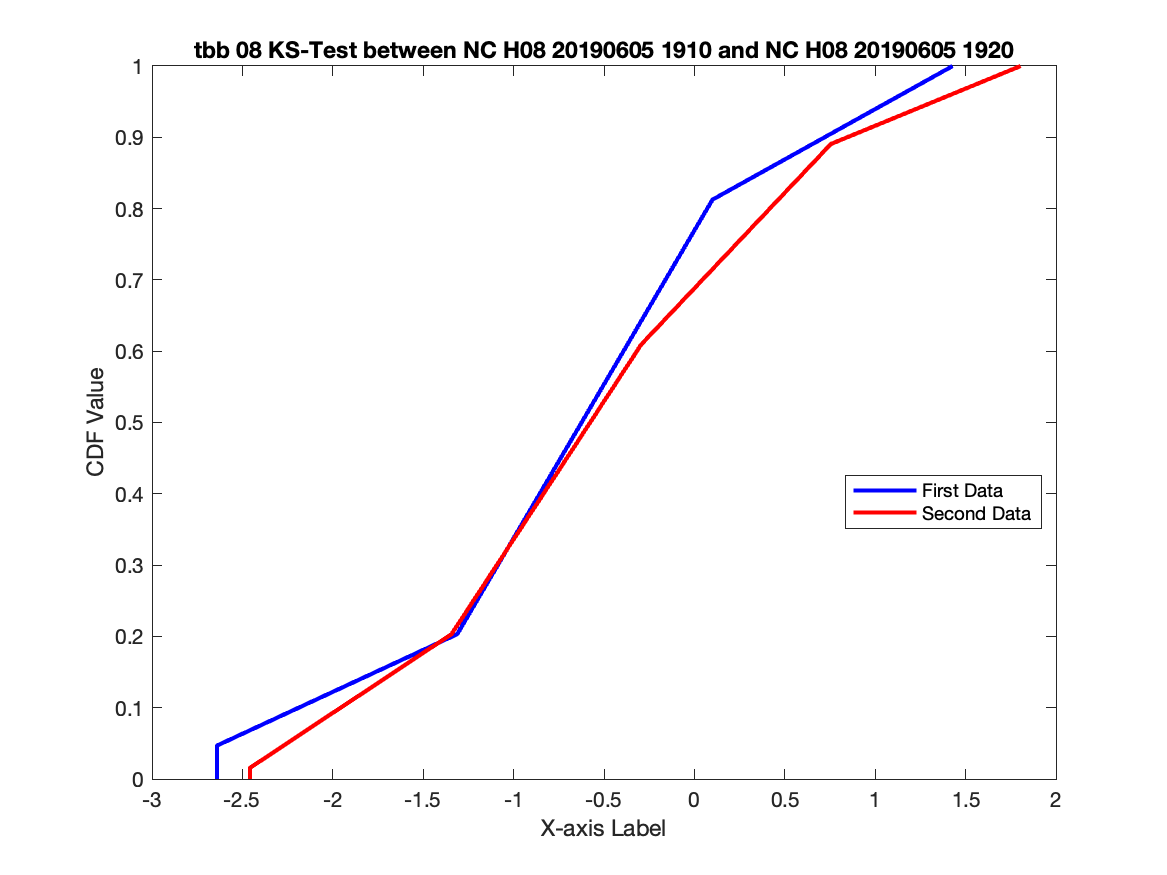 tbb 08 KS-Test between NC H08 20190605 1910 and NC H08 20190605 1920
1
0.9
0.8
0.7
0.6
0.5
0.4
0.3
0.2
0.1
0
CDF Value
First Data
Second Data
-3 -2.5 -2 -1.5 -1 -0.5 0 0.5 1 1.5 2
X-axis Label